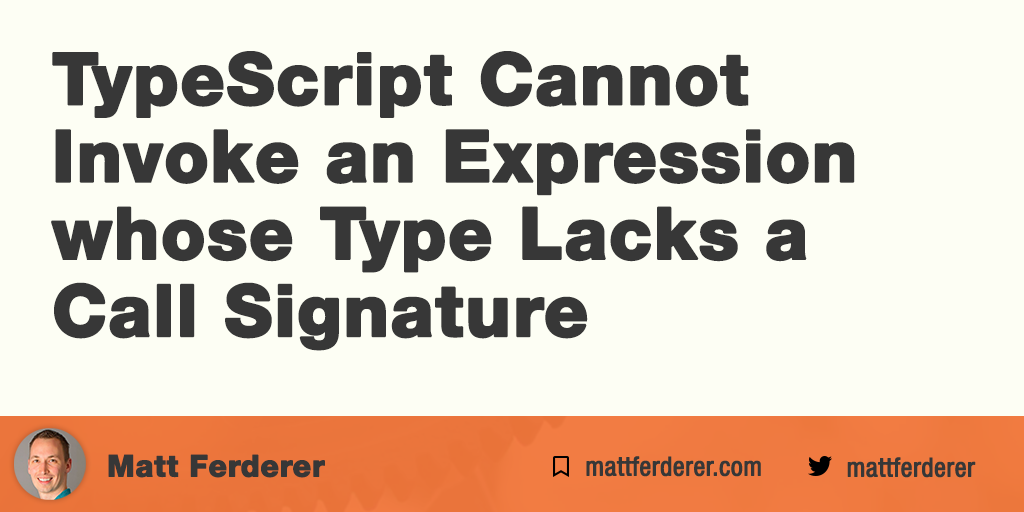 TypeScript Cannot
Invoke an Expression
whose Type Lacks a
Call Signature
Matt Ferderer
mattferderer.com
mattferderer